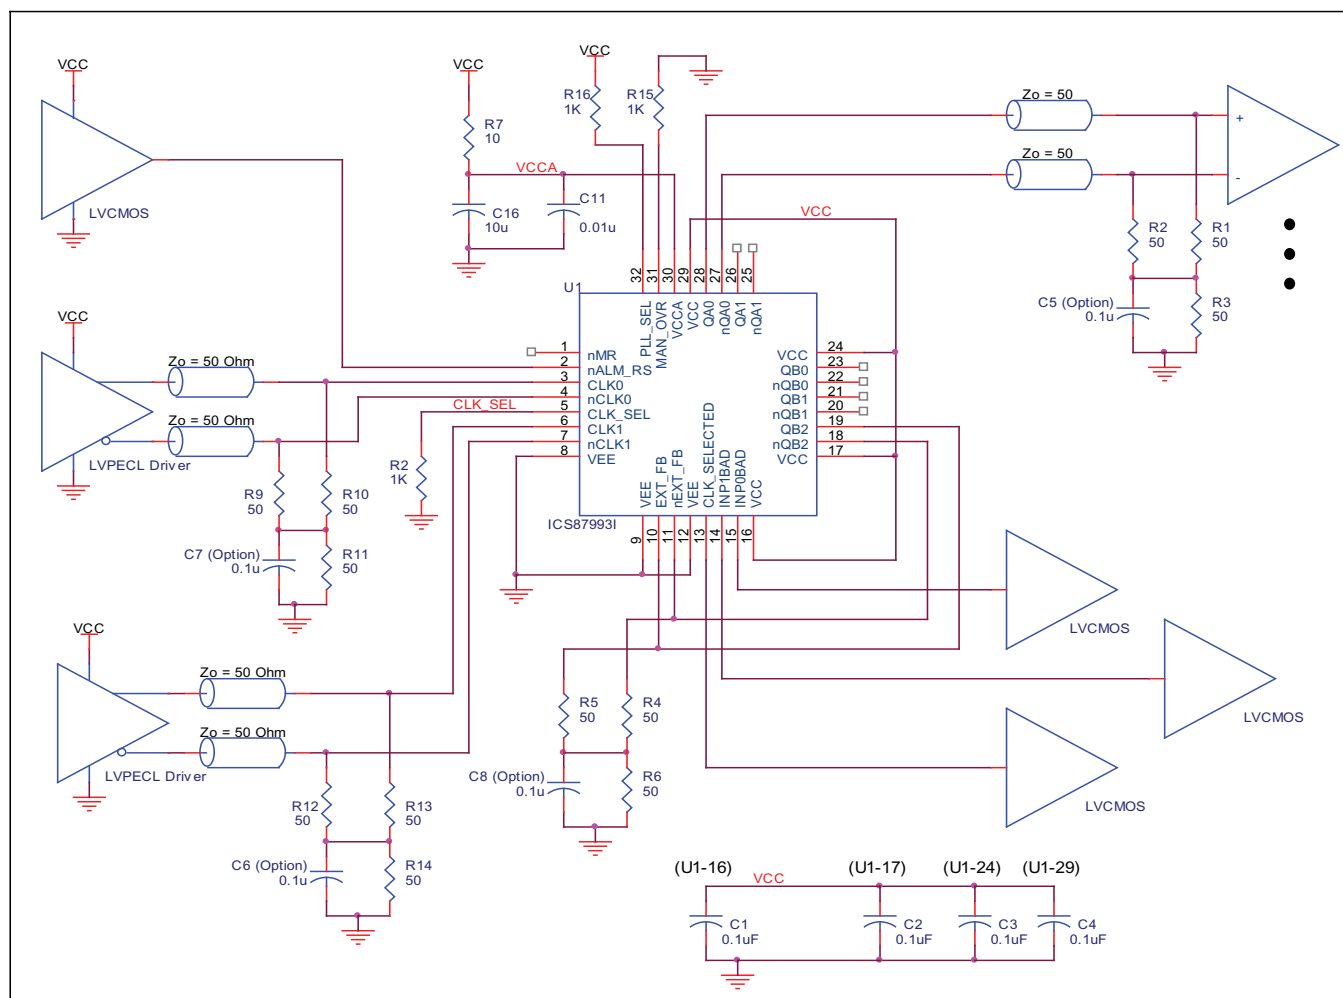 VCC
LVCMOS
VCC
R7
10
VCCA
C16
10u
C11
0.01u
VCC
R16
1K
R15
1K
Zo = 50
Zo = 50
+
-
R2
50
R1
50
C5 (Option)
0.1u
R3
50
VCC
U1
32
31
30
29
28
27
26
25
PLL_SEL
MAN_OVR
VCCA
VCC
QA0
nQA0
QA1
nQA1
1
nMR
2
nALM_RS
3
CLK0
4
nCLK0
5
CLK_SEL
6
CLK1
7
nCLK1
8
VEE
VCC
24
QB0
23
nQB0
22
QB1
21
nQB1
20
QB2
19
nQB2
18
VCC
17
VEE
EXT_FB
nEXT_FB
VEE
CLK_SELECTED
INP1BAD
INP0BAD
VCC
9
10
11
12
13
14
15
16
ICS87993I
VCC
Zo = 50 Ohm
Zo = 50 Ohm
LVPECL Driver
CLK_SEL
R2
1K
R9
50
R10
50
C7 (Option)
0.1u
R11
50
VCC
Zo = 50 Ohm
Zo = 50 Ohm
LVPECL Driver
R12
50
R13
50
C6 (Option)
0.1u
R14
50
R5
50
R4
50
C8 (Option)
0.1u
R6
50
LVCMOS
LVCMOS
LVCMOS
(U1-16)
VCC
(U1-17)
(U1-24)
(U1-29)
C1
0.1uF
C2
0.1uF
C3
0.1uF
C4
0.1uF